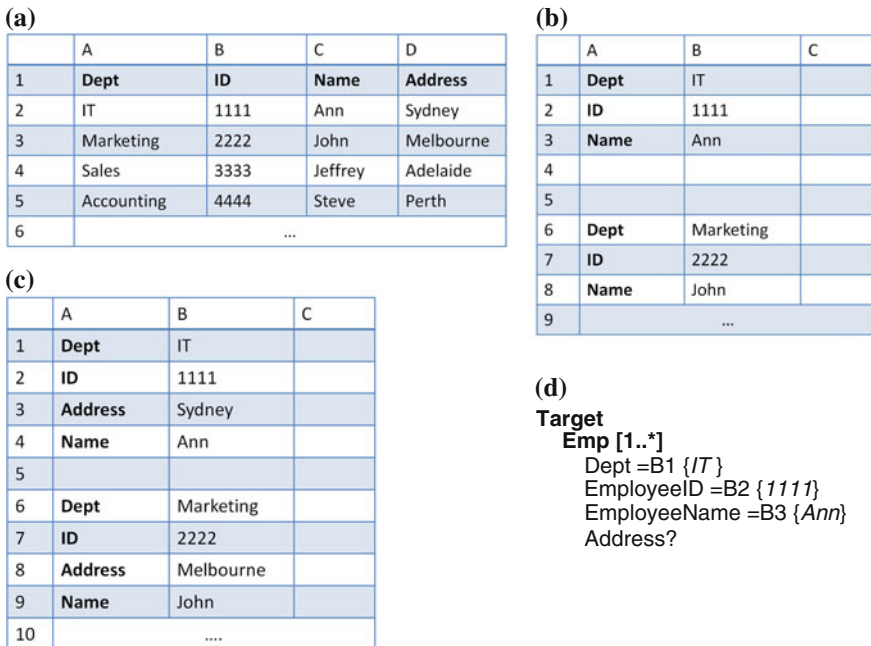 (a)
A B C D
1 Dept ID Name Address
2 IT 1111 Ann Sydney
3 Marketing 2222 John Melbourne
4 Sales 3333 Jeffrey Adelaide
5 Accounting 4444 Steve Perth
6 ...
(b)
A B C
1 Dept IT
2 ID 1111
3 Name Ann
4
5
6 Dept Marketing
7 ID 2222
8 Name John
9 ...
(c)
A B C
1 Dept IT
2 ID 1111
3 Address Sydney
4 Name Ann
5
6 Dept Marketing
7 ID 2222
8 Address Melbourne
9 Name John
10 ....
(d)
Target
Emp [1..*]
Dept =B1 {IT }
EmployeeID =B2 {1111}
EmployeeName =B3 {Ann}
Address?